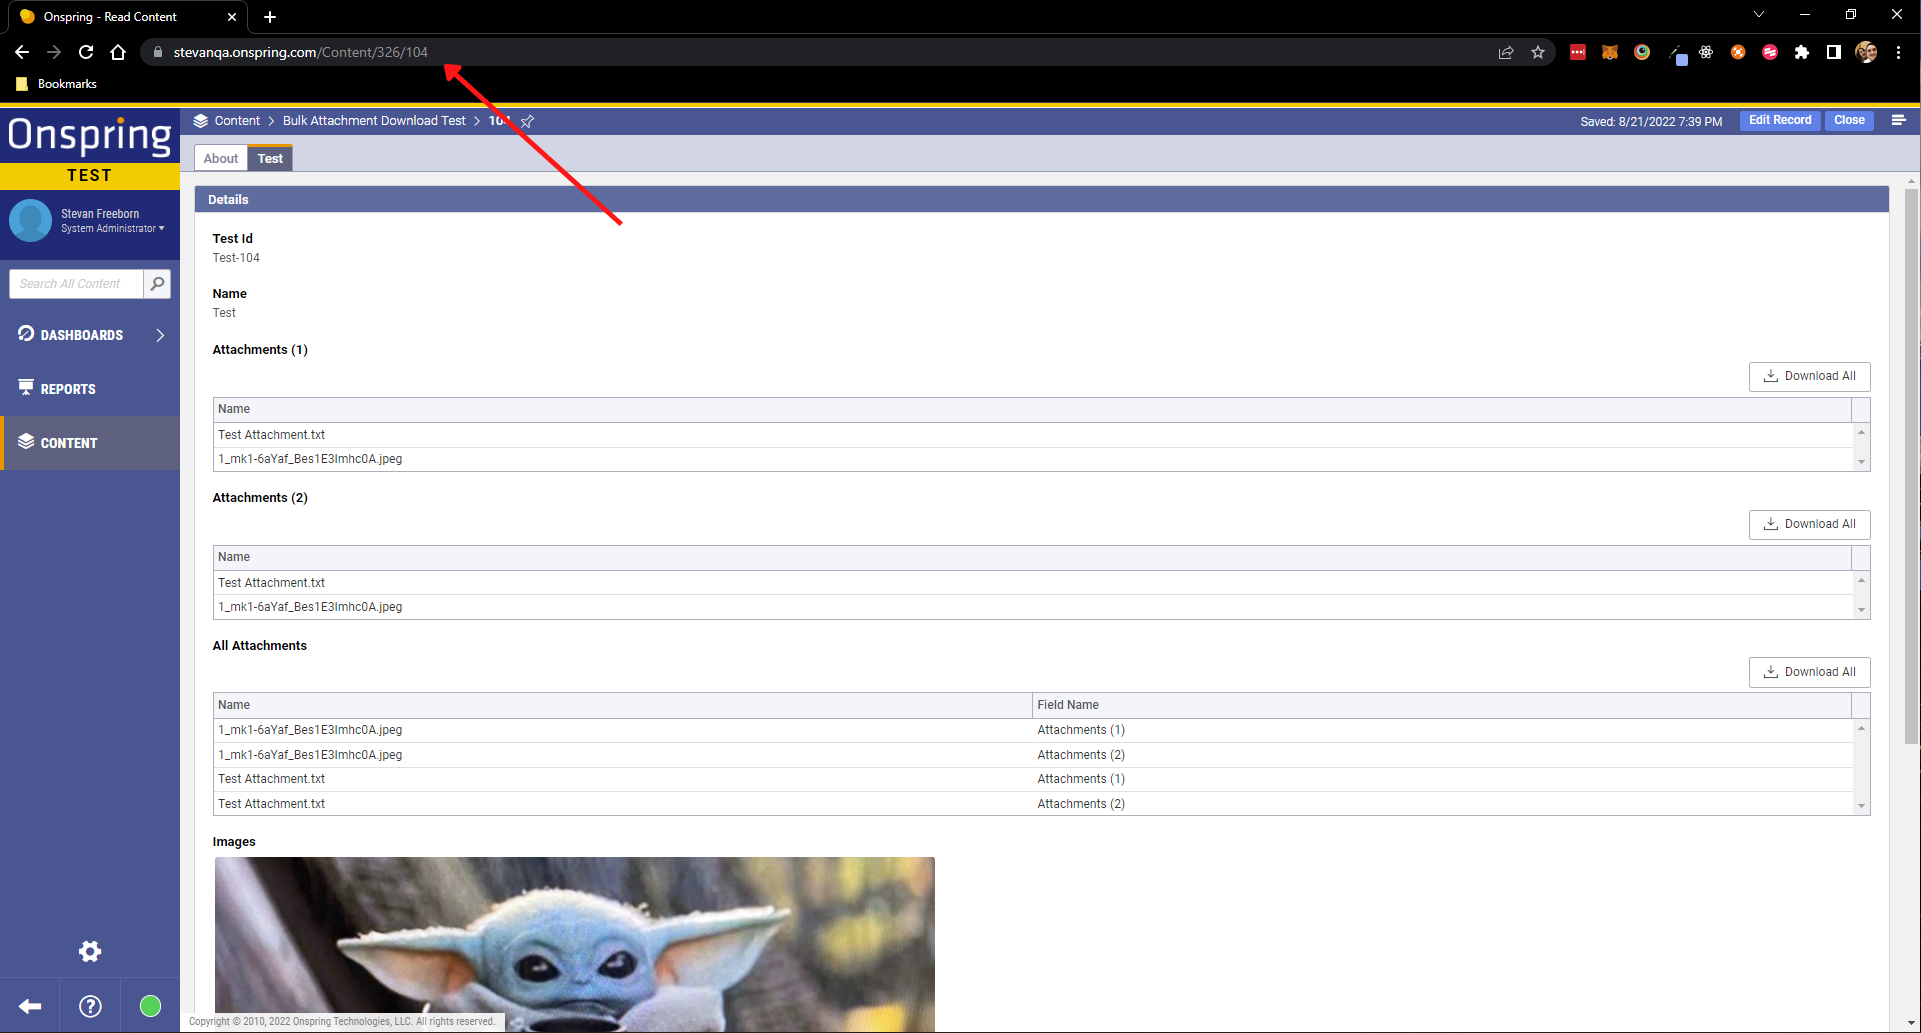 Onspring - Read Content
stevanqa.onspring.com/Content/326/104
Bookmarks
Onspring
TEST
Content > Bulk Attachment Download Test > 104
Saved: 8/21/2022 7:39 PM
Edit Record
Close
About
Test
Stevan Freeborn
System Administrator
Search All Content
DASHBOARDS
REPORTS
CONTENT
Details
Test Id
Test-104
Name
Test
Attachments (1)
Download All
Name
Test Attachment.txt
1_mk1-6aYaf_Bes1E3Imhc0A.jpeg
Attachments (2)
Download All
Name
Test Attachment.txt
1_mk1-6aYaf_Bes1E3Imhc0A.jpeg
All Attachments
Download All
Name Field Name
1_mk1-6aYaf_Bes1E3Imhc0A.jpeg Attachments (1)
1_mk1-6aYaf_Bes1E3Imhc0A.jpeg Attachments (2)
Test Attachment.txt Attachments (1)
Test Attachment.txt Attachments (2)
Images
Copyright © 2010, 2022 Onspring Technologies, LLC. All rights reserved.